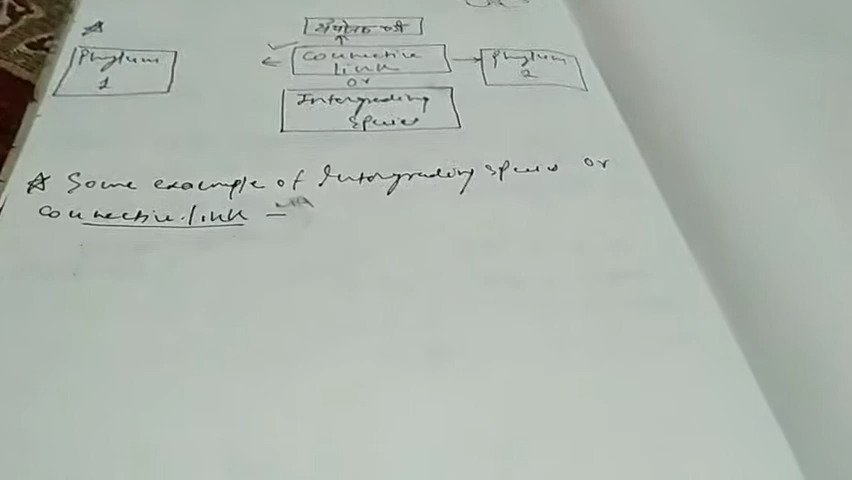 संयोजक कड़ी
Phylum 1
Connective link
or
Intergrading Species
Phylum 2
☆ Some example of Intergrading species or
connective link -